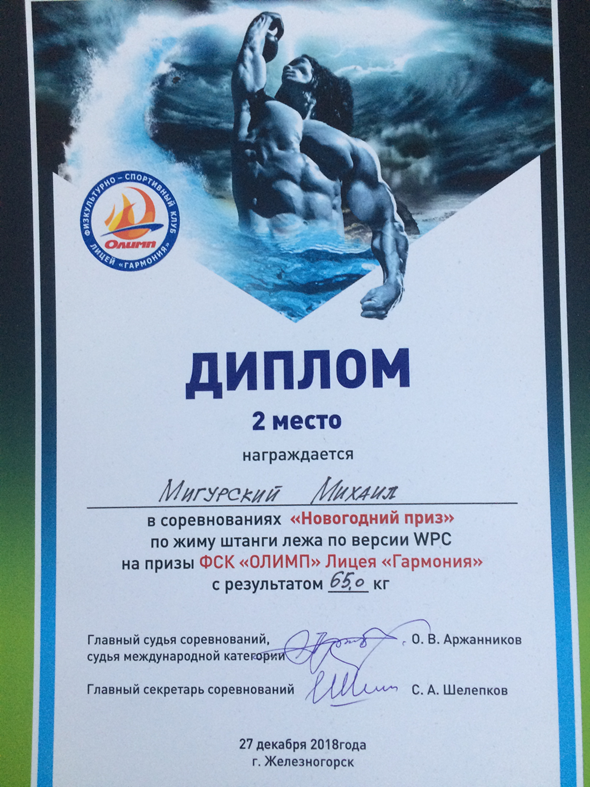 ФИЗКУЛЬТУРНО – СПОРТИВНЫЙ КЛУБ
Олимп
ЛИЦЕЙ «ГАРМОНИЯ»
ДИПЛОМ
2 место
награждается
Мигурский Михаил
в соревнованиях «Новогодний приз»
по жиму штанги лежа по версии WPC
на призы ФСК «ОЛИМП» Лицея «Гармония»
с результатом 65,0 кг
Главный судья соревнований,
судья международной категории О. В. Аржанников
Главный секретарь соревнований С. А. Шелепков
27 декабря 2018года
г. Железногорск